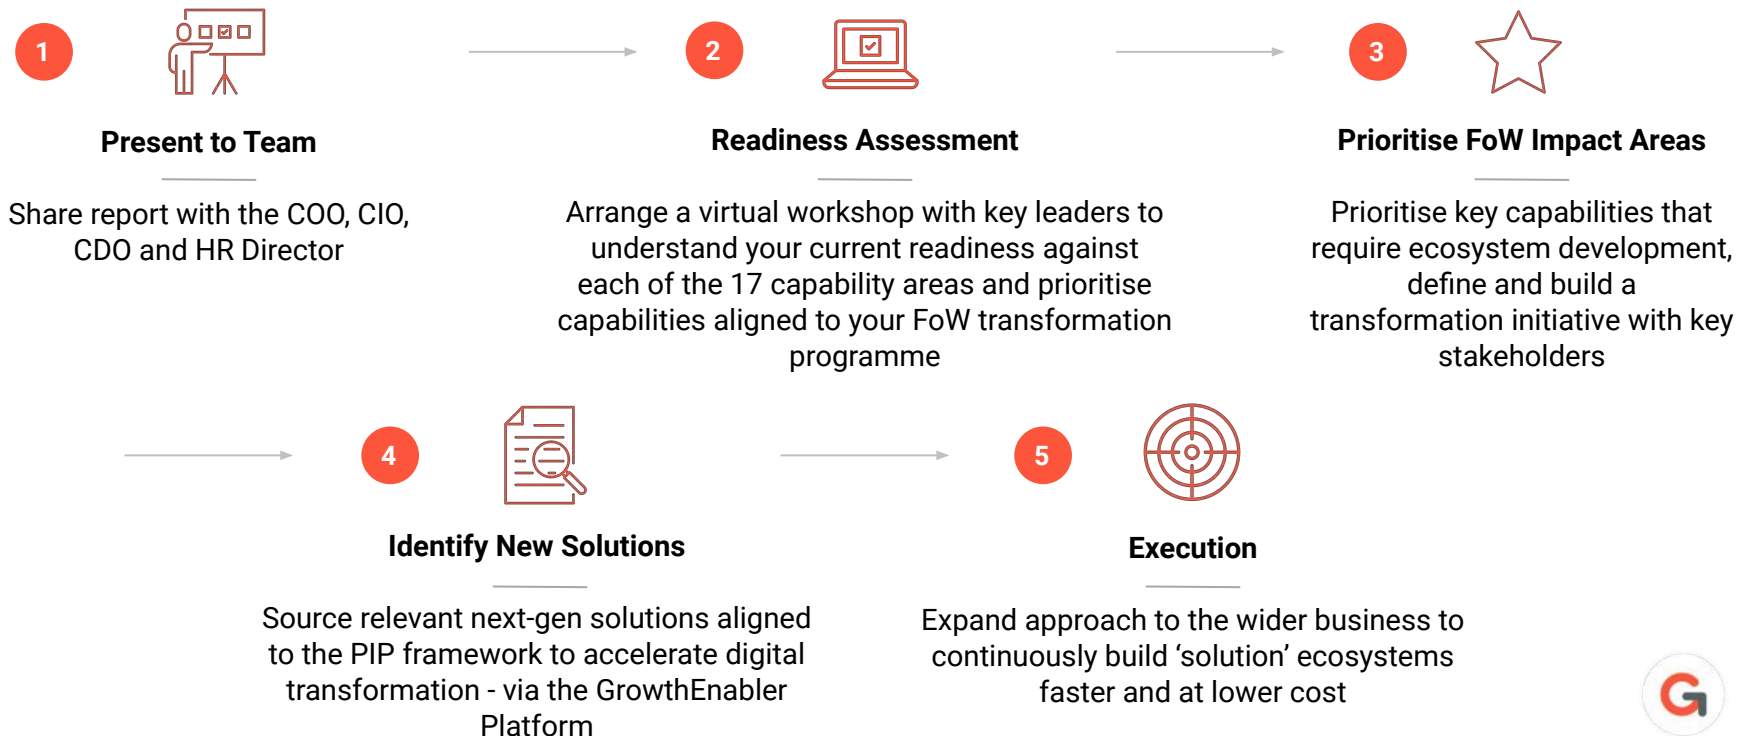 1
Present to Team
Share report with the COO, CIO,
CDO and HR Director
2
Readiness Assessment
Arrange a virtual workshop with key leaders to
understand your current readiness against
each of the 17 capability areas and prioritise
capabilities aligned to your FoW transformation
programme
3
Prioritise FoW Impact Areas
Prioritise key capabilities that
require ecosystem development,
define and build a
transformation initiative with key
stakeholders
4
Identify New Solutions
Source relevant next-gen solutions aligned
to the PIP framework to accelerate digital
transformation - via the GrowthEnabler
Platform
5
Execution
Expand approach to the wider business to
continuously build ‘solution’ ecosystems
faster and at lower cost
G